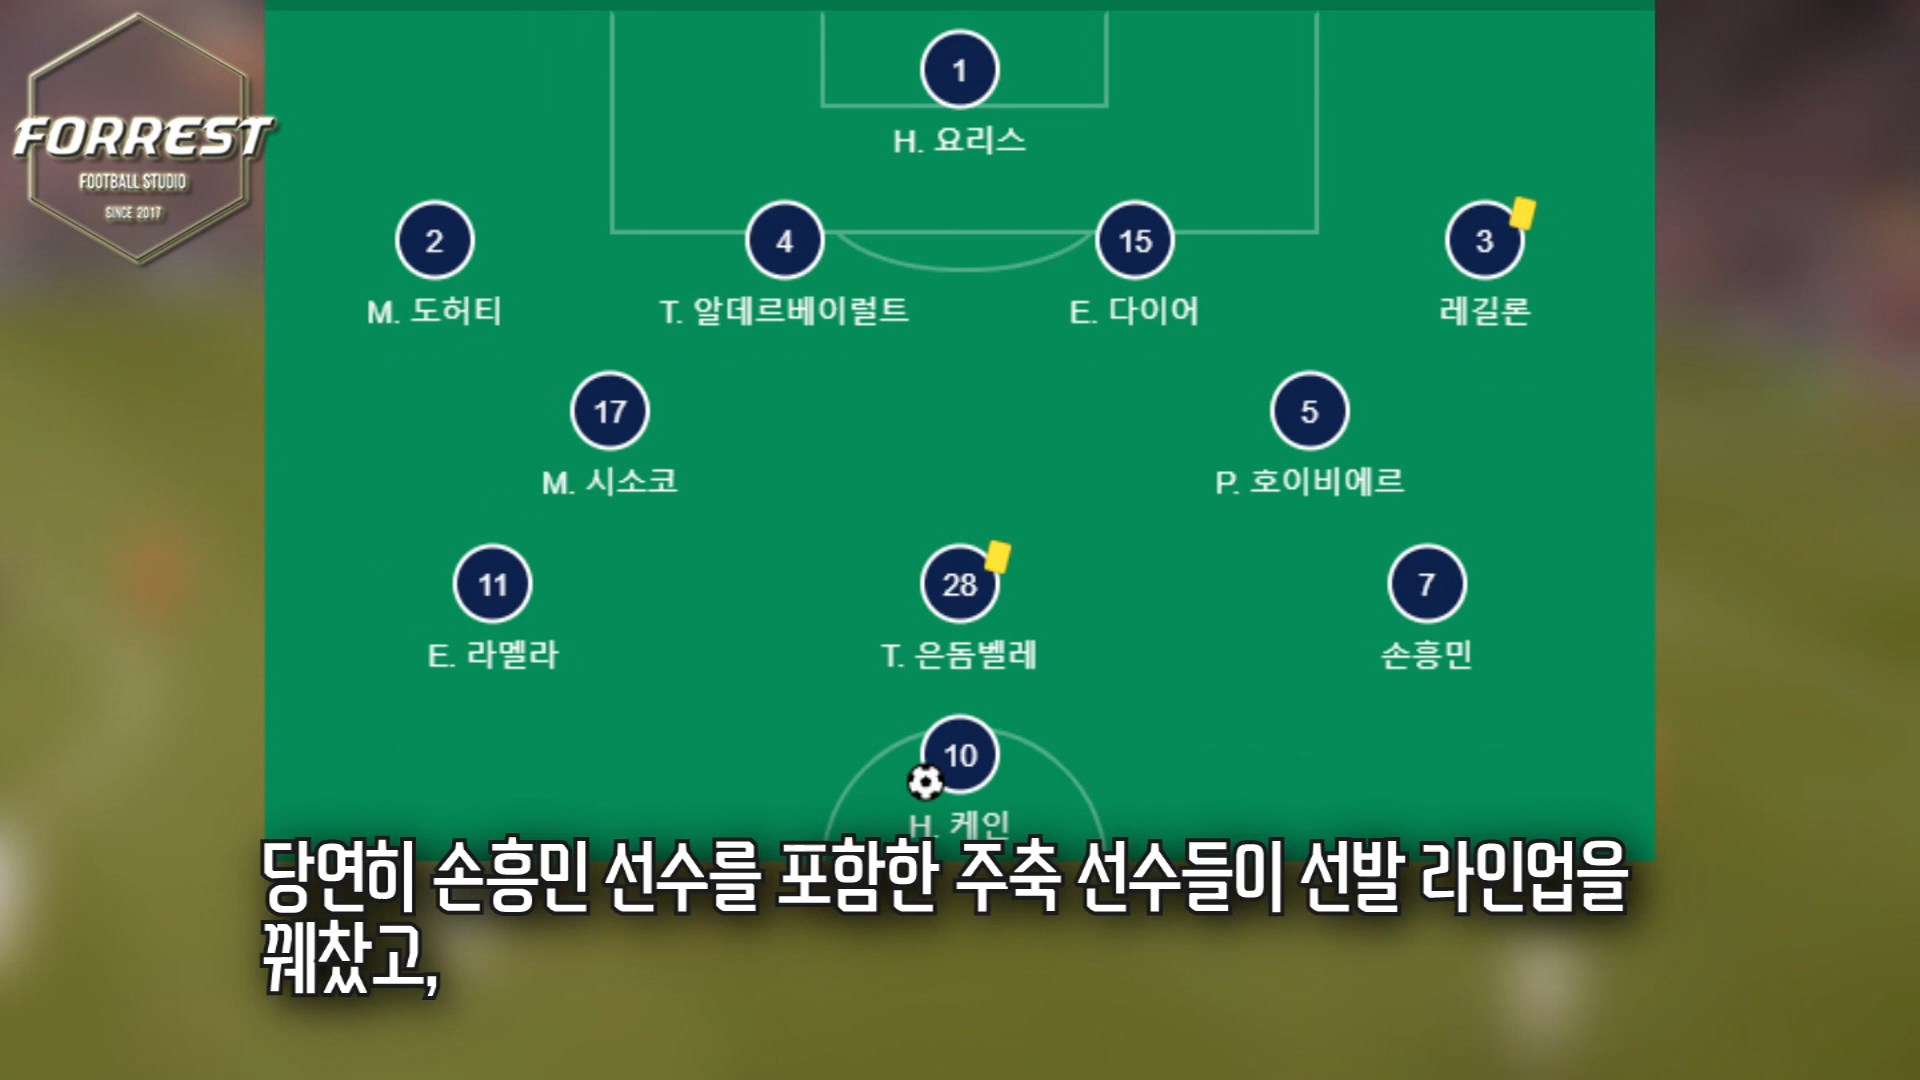 FORREST
FOOTBALL STUDIO
SINCE 2017
1
H. 요리스
2
4
15
3
M. 도허티
T. 알데르베이럴트
E. 다이어
레길론
17
5
M. 시소코
P. 호이비에르
11
28
7
E. 라멜라
T. 은돔벨레
손흥민
10
H. 케인
당연히 손흥민 선수를 포함한 주축 선수들이 선발 라인업을
꿰찼고,